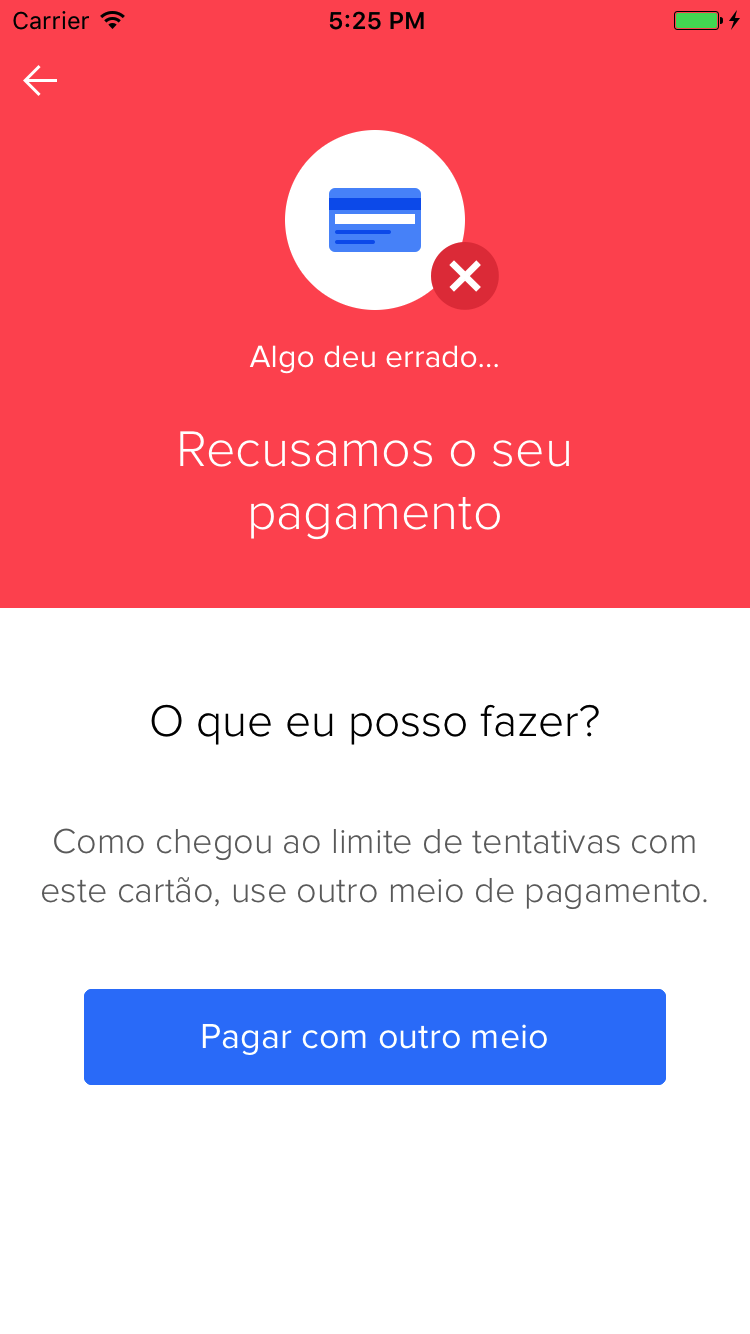 Carrier 5:25 PM
Algo deu errado...
Recusamos o seu
pagamento
O que eu posso fazer?
Como chegou ao limite de tentativas com
este cartão, use outro meio de pagamento.
Pagar com outro meio